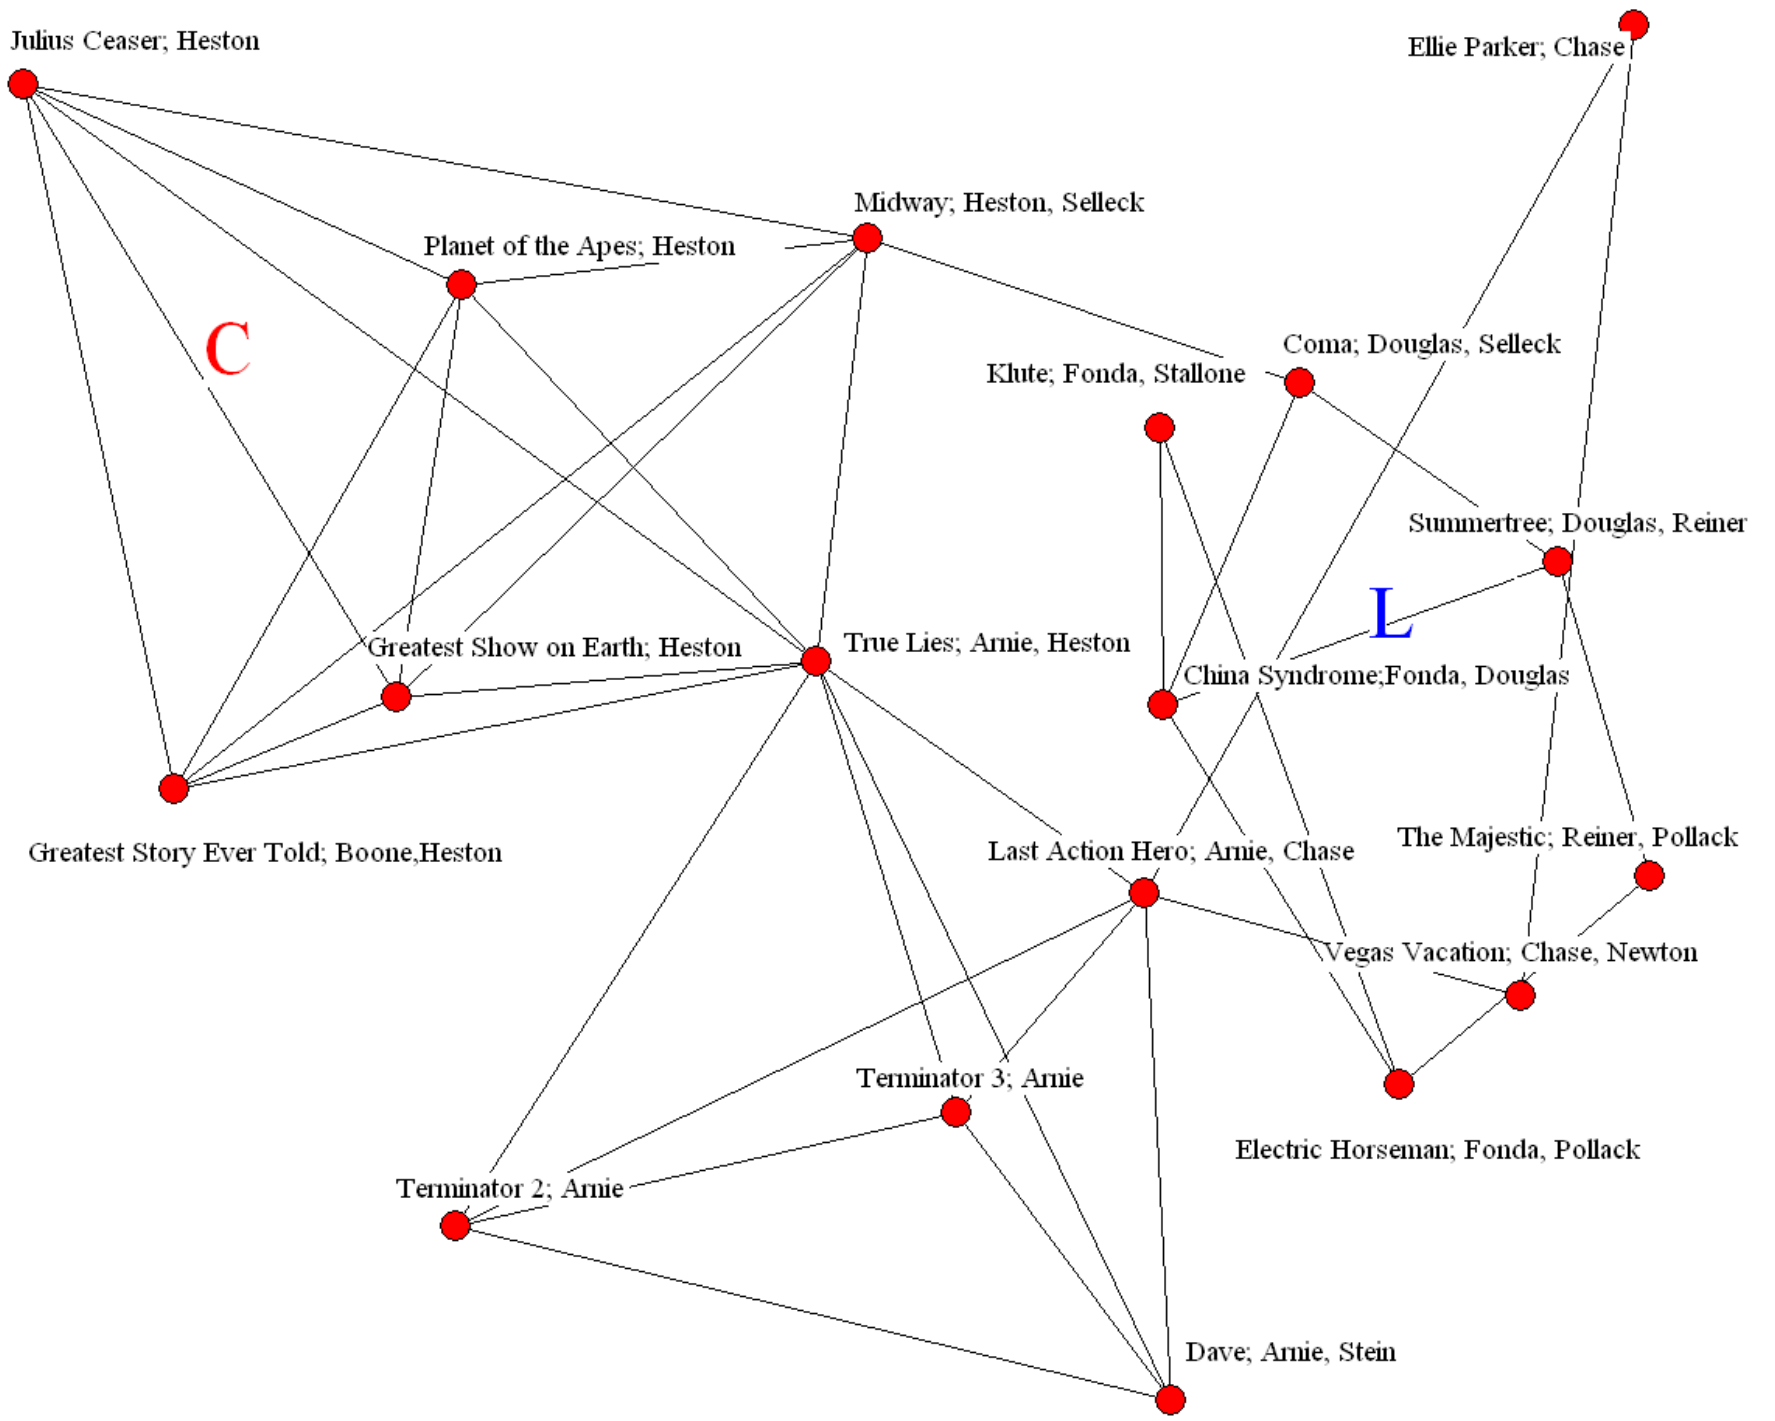 Julius Ceaser; Heston
Ellie Parker; Chase
Midway; Heston, Selleck
Planet of the Apes; Heston
C
Coma; Douglas, Selleck
Klute; Fonda, Stallone
Summertree; Douglas, Reiner
L
Greatest Show on Earth; Heston
True Lies; Arnie, Heston
China Syndrome;Fonda, Douglas
Greatest Story Ever Told; Boone,Heston
Last Action Hero; Arnie, Chase
The Majestic; Reiner, Pollack
Vegas Vacation; Chase, Newton
Terminator 3; Arnie
Electric Horseman; Fonda, Pollack
Terminator 2; Arnie
Dave; Arnie, Stein